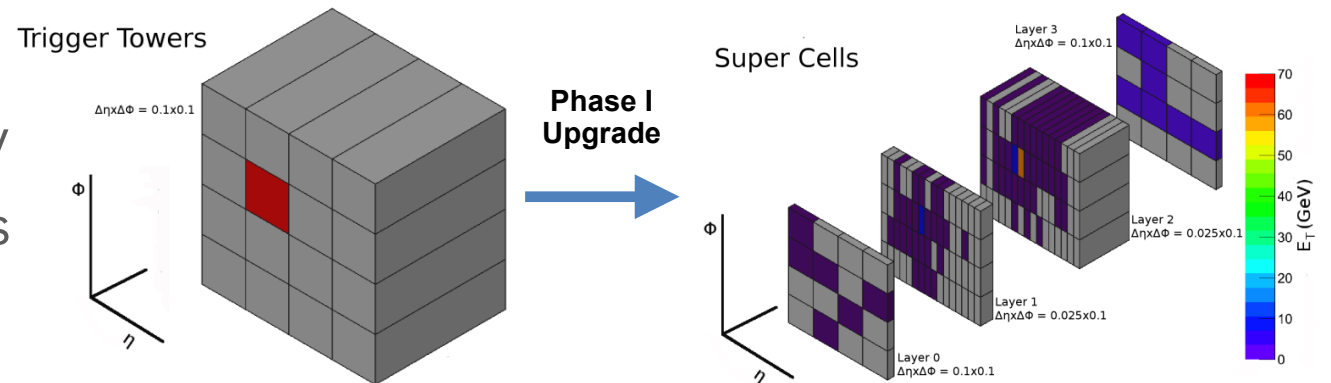 Trigger Towers
ΔηxΔΦ = 0.1x0.1
y
s
Φ
η
Phase I
Upgrade
Super Cells
Φ
η
Layer 0
ΔηxΔΦ = 0.1x0.1
Layer 1
ΔηxΔΦ = 0.025x0.1
Layer 2
ΔηxΔΦ = 0.025x0.1
Layer 3
ΔηxΔΦ = 0.1x0.1
70
60
50
40
30
20
10
0
E_T (GeV)